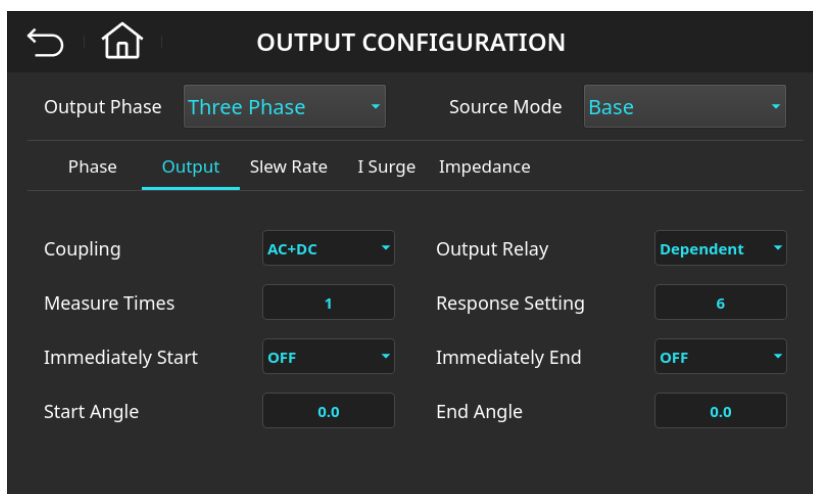 OUTPUT CONFIGURATION
Output Phase Three Phase Source Mode Base
Phase Output Slew Rate I Surge Impedance
Coupling AC+DC Output Relay Dependent
Measure Times 1 Response Setting 6
Immediately Start OFF Immediately End OFF
Start Angle 0.0 End Angle 0.0